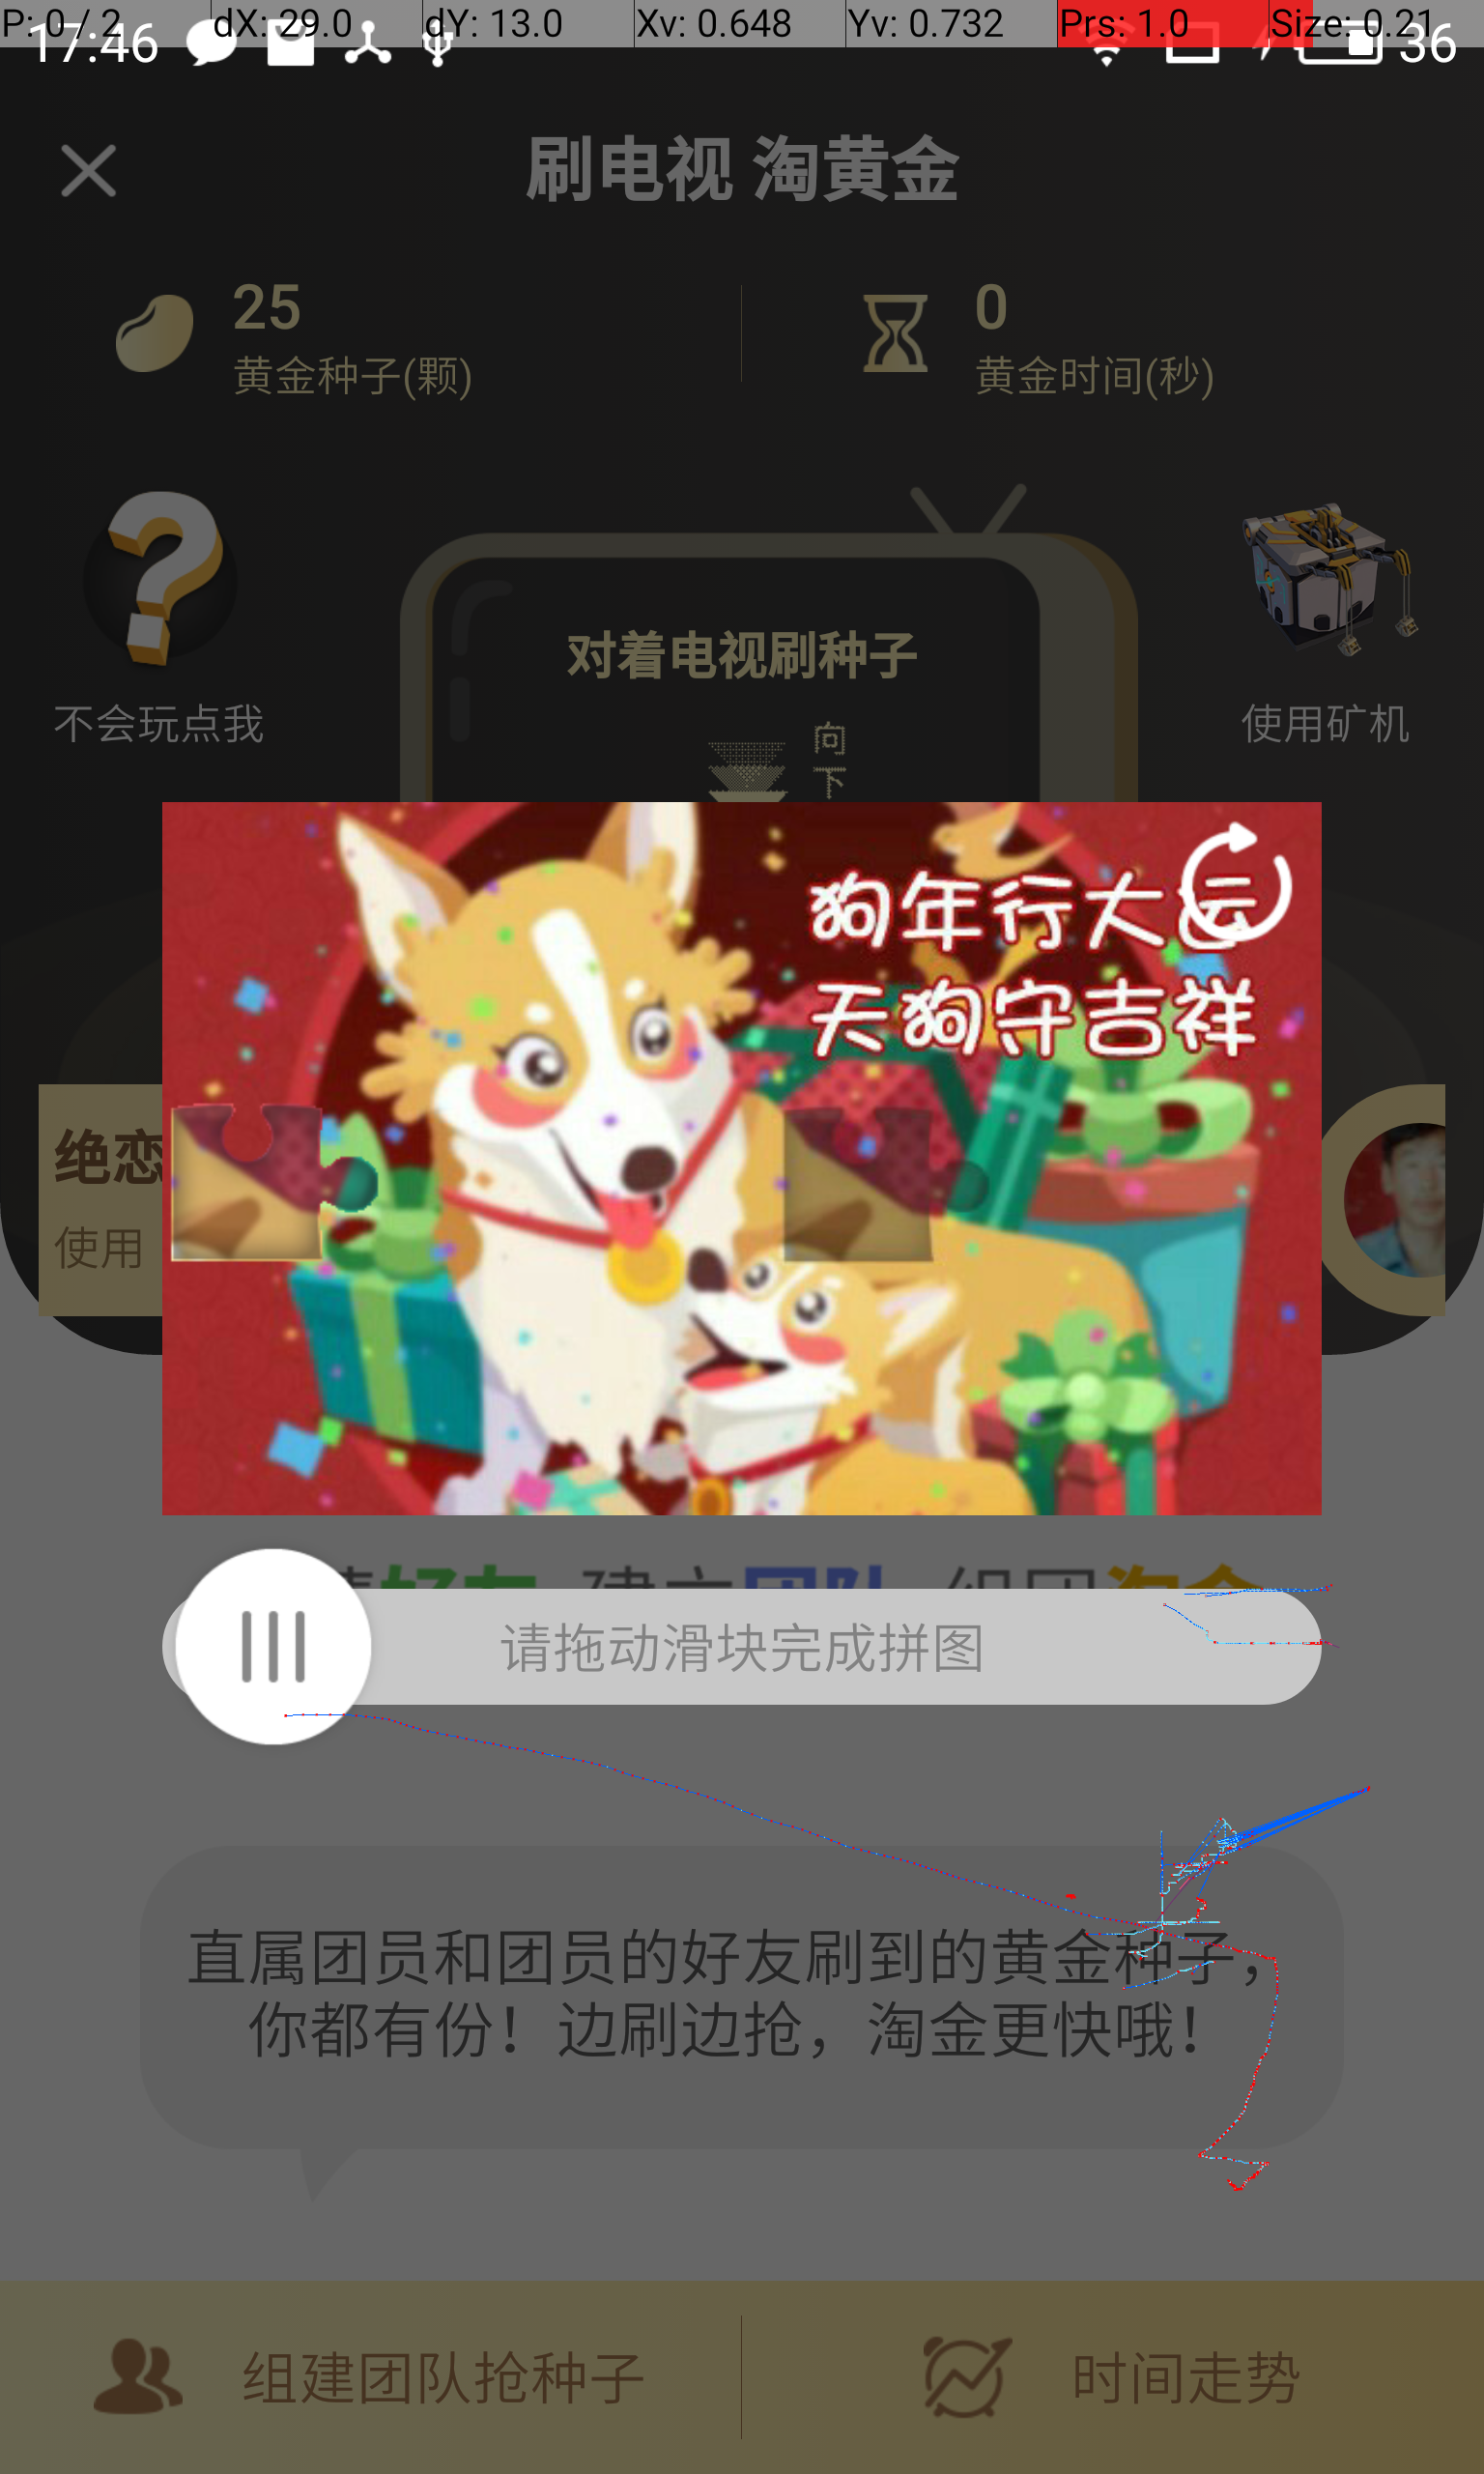 P: 0 / 2 dX: 29.0 dY: 13.0 Xv: 0.648 Yv: 0.732 Prs: 1.0 Size: 0.21
17:46 36
刷电视 淘黄金
25 0
黄金种子(颗) 黄金时间(秒)
对着电视刷种子
不会玩点我 使用矿机
向
下
狗年行大
天狗守吉祥
绝恋
使用
请拖动滑块完成拼图
直属团员和团员的好友刷到的黄金种子，
你都有份！边刷边抢，淘金更快哦！
组建团队抢种子 时间走势